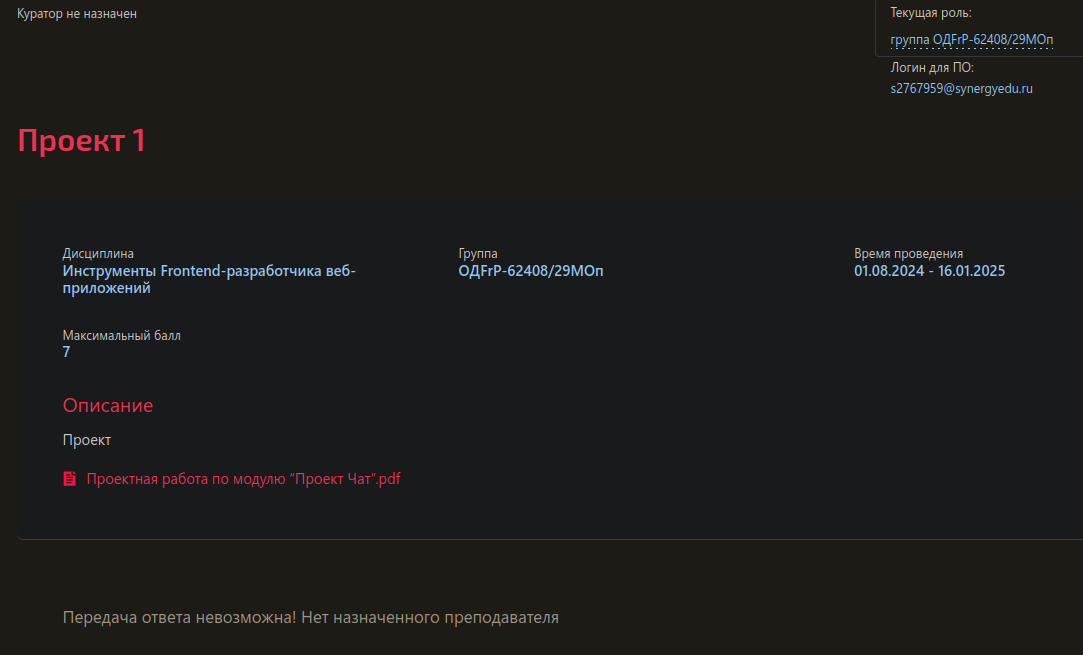 Куратор не назначен
Текущая роль:
группа ОДFrP-62408/29МОп
Логин для ПО:
s2767959@synergyedu.ru
Проект 1
Дисциплина
Инструменты Frontend-разработчика веб-
приложений
Группа
ОДFrP-62408/29МОп
Время проведения
01.08.2024 - 16.01.2025
Максимальный балл
7
Описание
Проект
Проектная работа по модулю “Проект Чат”.pdf
Передача ответа невозможна! Нет назначенного преподавателя